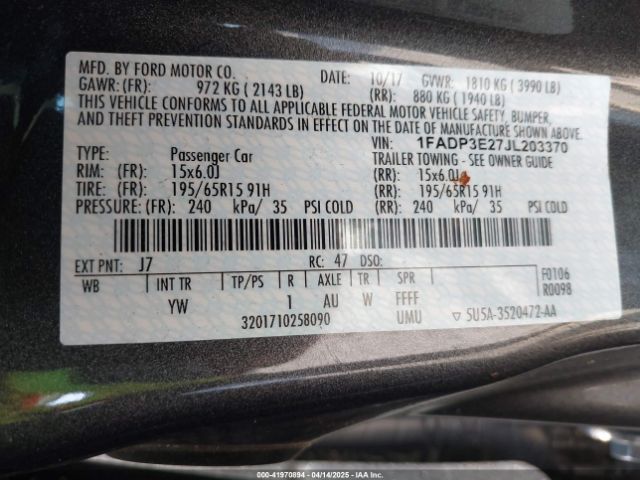 MFD. BY FORD MOTOR CO. DATE: 10/17 GVWR: 1810 KG ( 3990 LB)
GAWR: (FR): 972 KG ( 2143 LB) (RR): 880 KG ( 1940 LB)
THIS VEHICLE CONFORMS TO ALL APPLICABLE FEDERAL MOTOR VEHICLE SAFETY, BUMPER,
AND THEFT PREVENTION STANDARDS IN EFFECT ON THE DATE OF MANUFACTURE SHOWN ABOVE.
VIN: 1FADP3E27JL203370
TYPE: Passenger Car TRAILER TOWING - SEE OWNER GUIDE
RIM: (FR): 15x6.0J (RR): 15x6.0J
TIRE: (FR): 195/65R15 91H (RR): 195/65R15 91H
PRESSURE: (FR): 240 kPa/ 35 PSI COLD (RR): 240 kPa/ 35 PSI COLD
EXT PNT: J7 RC: 47 DSO:
WB INT TR TP/PS R AXLE TR SPR F0106
R0098
YW 1 AU W FFFF
3201710258090 UMU ▽ 5U5A-3520472-AA
000-41970894 - 04/14/2025 - IAAI.COM